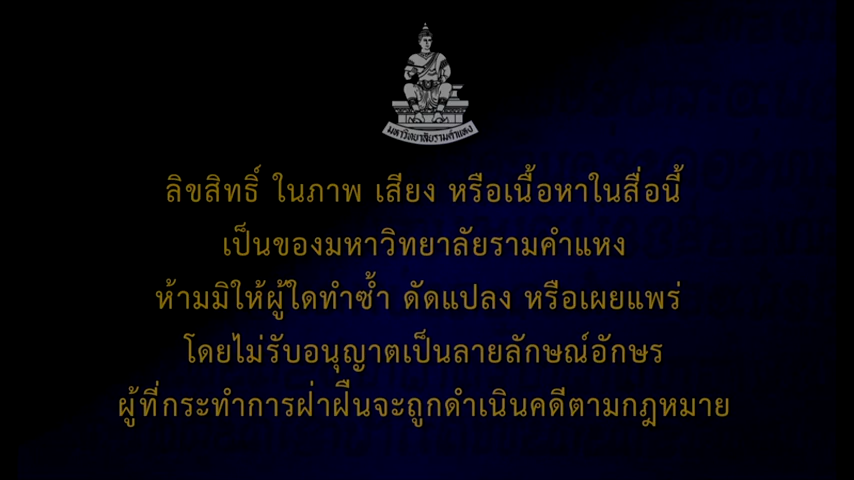 มหาวิทยาลัยรามคำแหง
ลิขสิทธิ์ ในภาพ เสียง หรือเนื้อหาในสื่อนี้
เป็นของมหาวิทยาลัยรามคำแหง
ห้ามมิให้ผู้ใดทำซ้ำ ดัดแปลง หรือเผยแพร่
โดยไม่รับอนุญาตเป็นลายลักษณ์อักษร
ผู้ที่กระทำการฝ่าฝืนจะถูกดำเนินคดีตามกฎหมาย